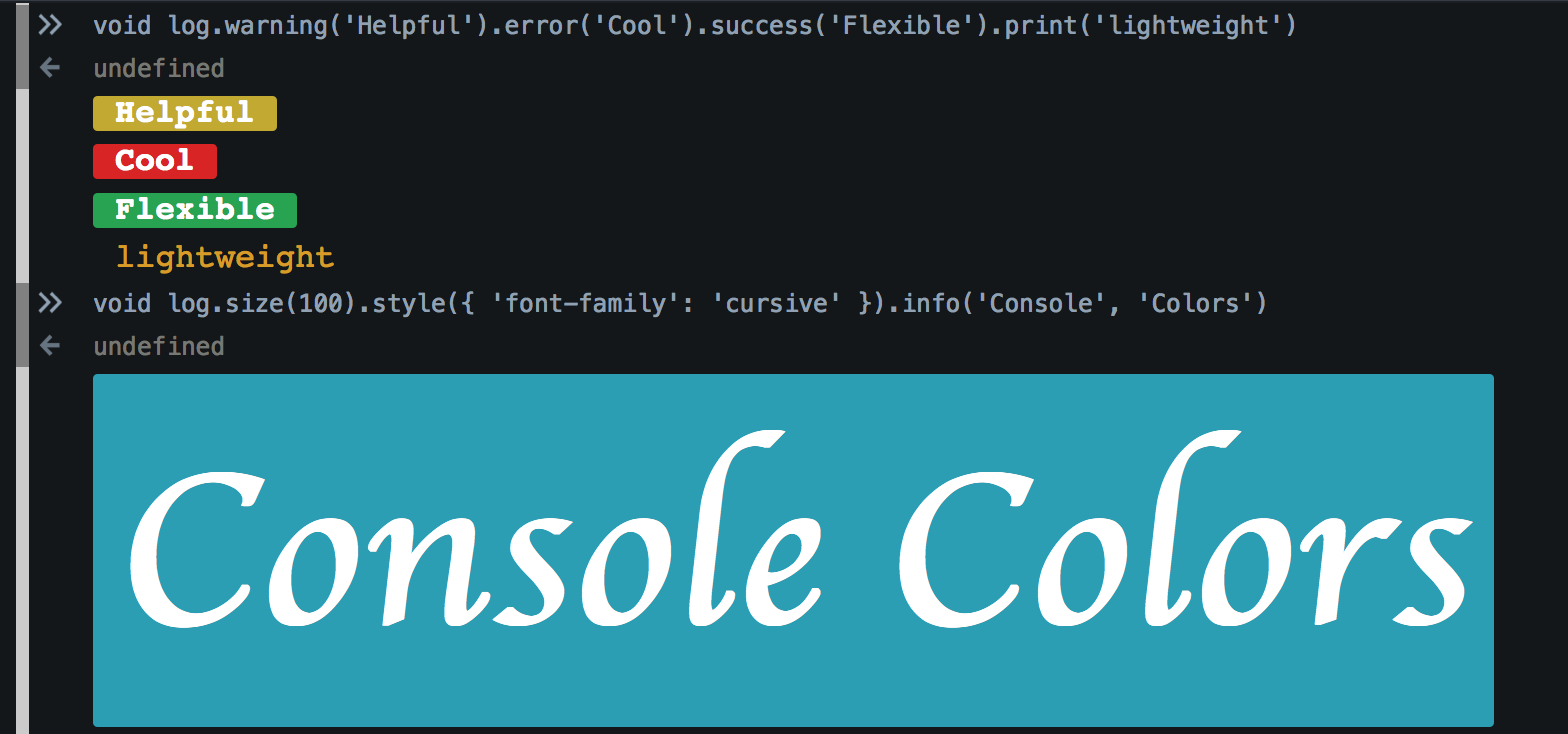 void log.warning('Helpful').error('Cool').success('Flexible').print('lightweight')
undefined
Helpful
Cool
Flexible
lightweight
void log.size(100).style({ 'font-family': 'cursive' }).info('Console', 'Colors')
undefined
Console Colors